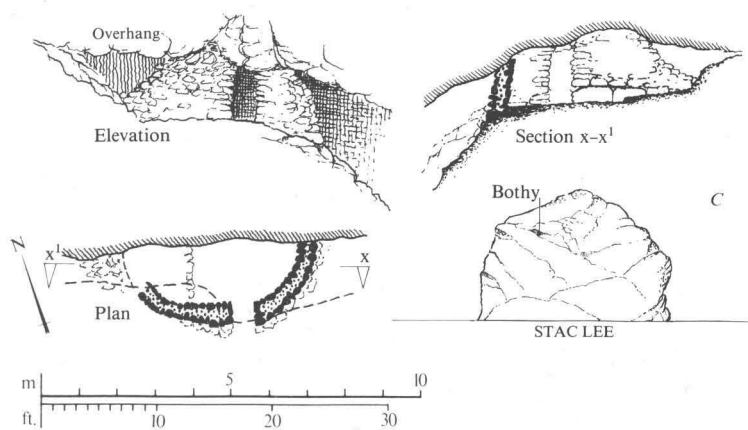 Overhang
Elevation
Section x–x¹
Bothy
C
N
x¹
x
Plan
STAC LEE
m 5 10
ft. 10 20 30